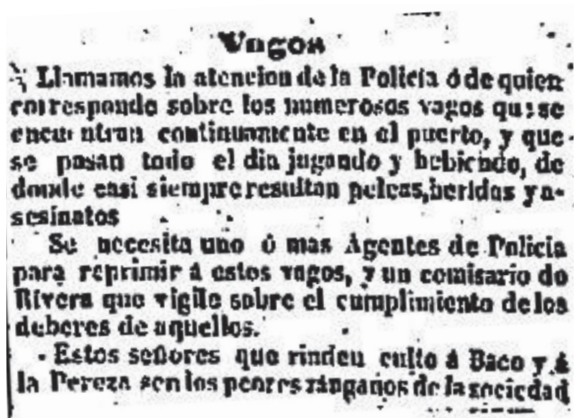 Vagos
Llamamos la atencion de la Policia ó de quien
corresponde sobre los numerosos vagos que se
encuentran continuamente en el puerto, y que
se pasan todo el dia jugando y bebiendo, de
donde casi siempre resultan peleas, heridas y a-
sesinatos
Se necesita uno ó mas Agentes de Policia
para reprimir á estos vagos, y un comisario de
Rivera que vigile sobre el cumplimiento de los
deberes de aquellos.
Estos señores que rinden culto á Baco y á
la Pereza son los peores zánganos de la sociedad